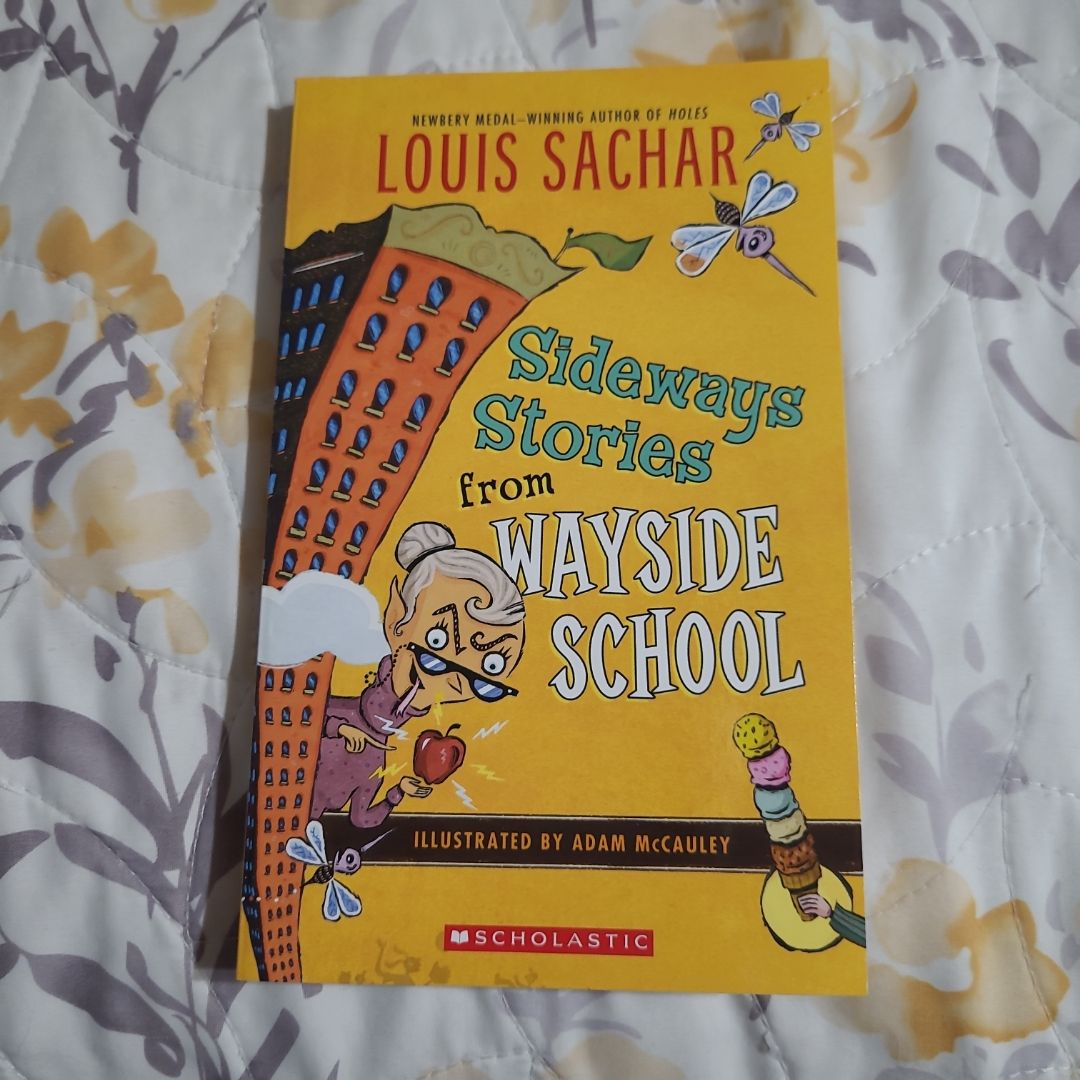 NEWBERY MEDAL–WINNING AUTHOR OF HOLES
LOUIS SACHAR
Sideways
Stories
from
WAYSIDE
SCHOOL
ILLUSTRATED BY ADAM McCAULEY
SCHOLASTIC